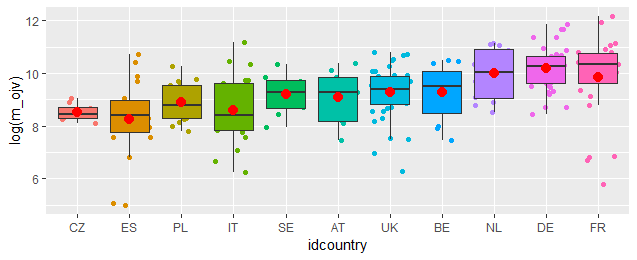 log(m_ojv)
12
10
8
6
CZ ES PL IT SE AT UK BE NL DE FR
idcountry